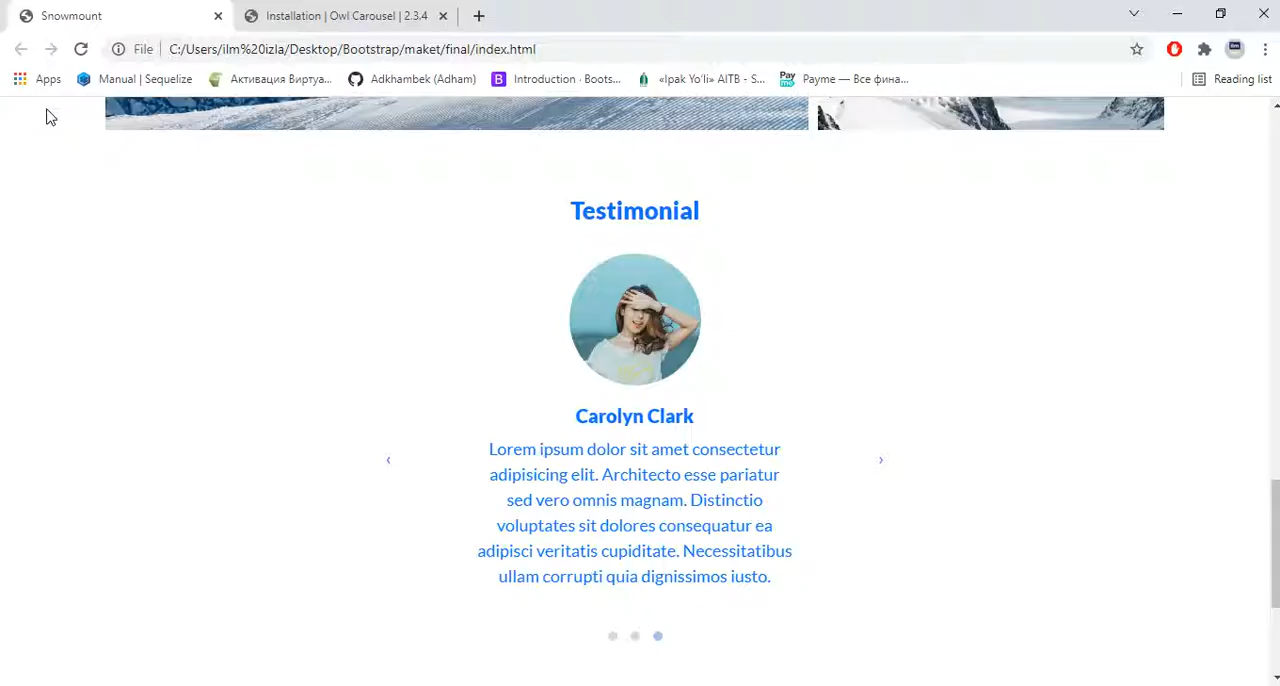 Snowmount
Installation | Owl Carousel | 2.3.4
File
C:/Users/ilm%20izla/Desktop/Bootstrap/maket/final/index.html
Apps
Manual | Sequelize
Активация Виртуа...
Adkhambek (Adham)
B
Introduction · Boots...
«Ipak Yo'li» AITB - S...
Pay me
Payme — Все фина...
Reading list
Testimonial
Carolyn Clark
Lorem ipsum dolor sit amet consectetur
adipisicing elit. Architecto esse pariatur
sed vero omnis magnam. Distinctio
voluptates sit dolores consequatur ea
adipisci veritatis cupiditate. Necessitatibus
ullam corrupti quia dignissimos iusto.